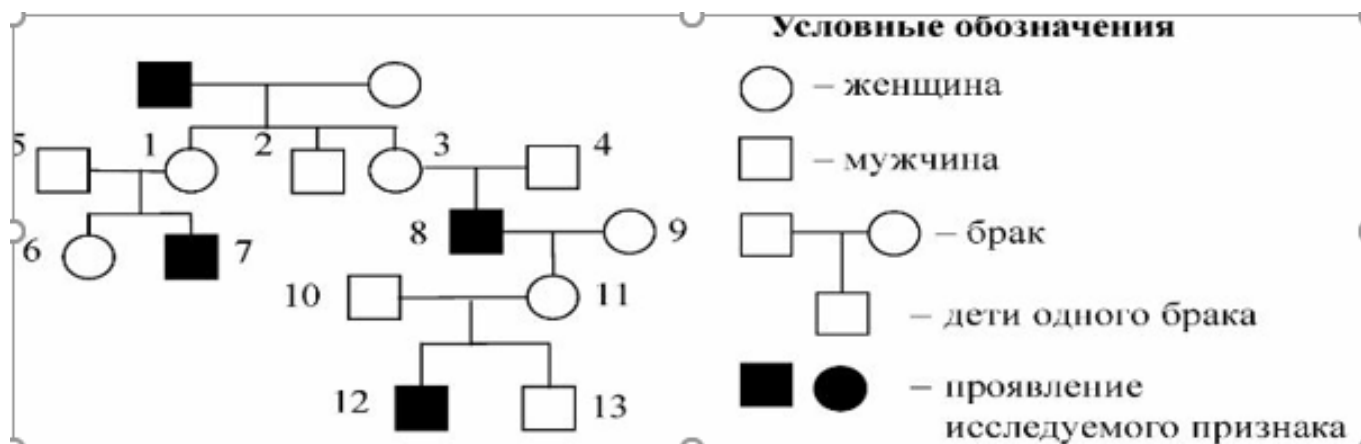 Условные обозначения
– женщина
– мужчина
– брак
– дети одного брака
– проявление
исследуемого признака
5 1 2 3 4
8 9
6 7
10 11
12 13